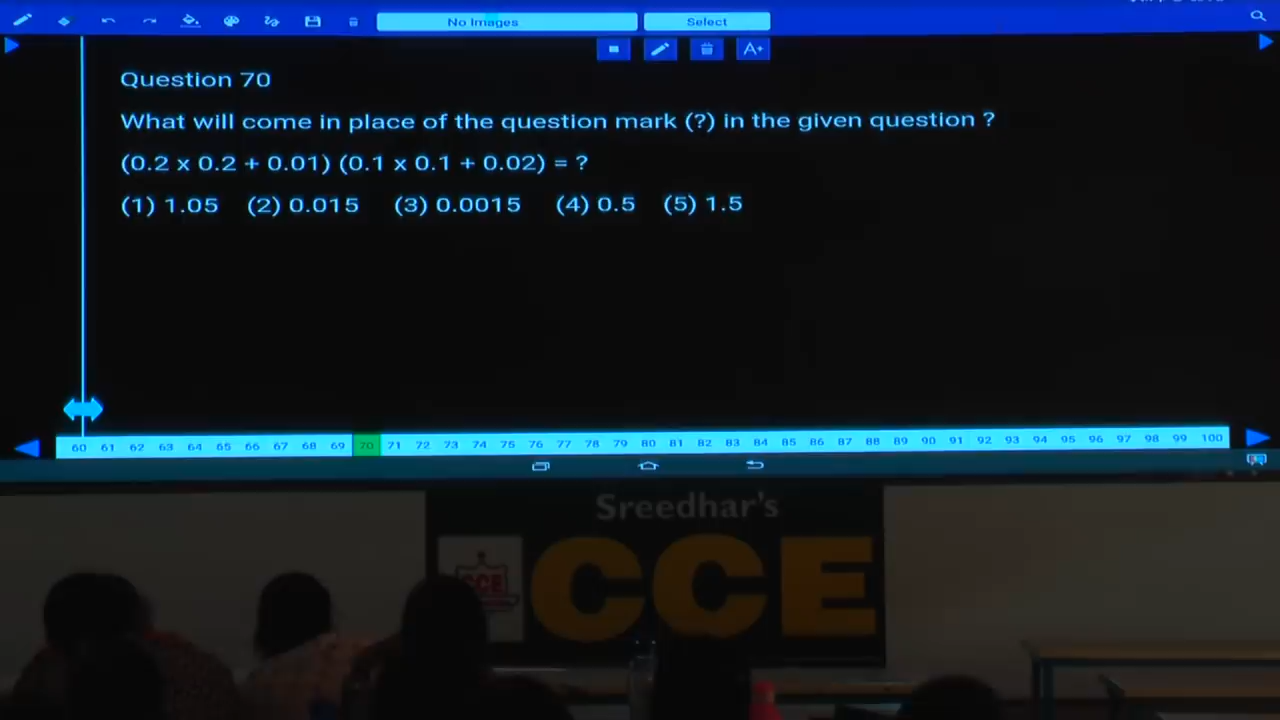 No Images Select
A+
Question 70
What will come in place of the question mark (?) in the given question ?
(0.2 x 0.2 + 0.01) (0.1 x 0.1 + 0.02) = ?
(1) 1.05 (2) 0.015 (3) 0.0015 (4) 0.5 (5) 1.5
60 61 62 63 64 65 66 67 68 69 70 71 72 73 74 75 76 77 78 79 80 81 82 83 84 85 86 87 88 89 90 91 92 93 94 95 96 97 98 99 100
Sreedhar's
CCE
CCE